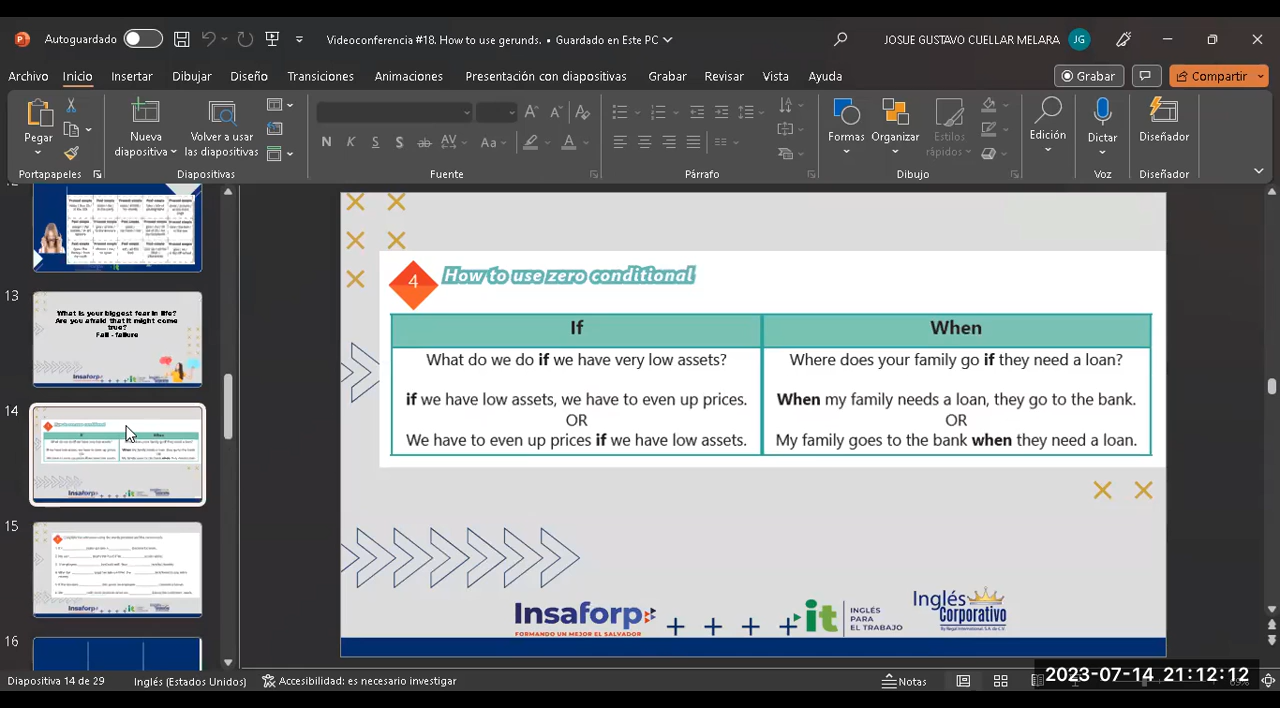 Autoguardado
Videoconferencia #18. How to use gerunds. • Guardado en Este PC
JOSUE GUSTAVO CUELLAR MELARA
JG
Archivo Inicio Insertar Dibujar Diseño Transiciones Animaciones Presentación con diapositivas Grabar Revisar Vista Ayuda
Grabar
Compartir
Pegar
Nueva diapositiva
Volver a usar las diapositivas
N K S S ab AV Aa A
Formas
Organizar
Estilos rápidos
Edición
Dictar
Diseñador
Portapapeles
Diapositivas
Fuente
Párrafo
Dibujo
Voz
Diseñador
13
What is your biggest fear in life?
Are you afraid that it might come
true?
Fail - failure
14
15
16
4
How to use zero conditional
If
When
What do we do if we have very low assets?
Where does your family go if they need a loan?
if we have low assets, we have to even up prices.
When my family needs a loan, they go to the bank.
OR
OR
We have to even up prices if we have low assets.
My family goes to the bank when they need a loan.
Insaforp
FORMANDO UN MEJOR EL SALVADOR
it
INGLÉS
PARA
EL TRABAJO
Inglés
Corporativo
Diapositiva 14 de 29
Inglés (Estados Unidos)
Accesibilidad: es necesario investigar
Notas
2023-07-14 21:12:12